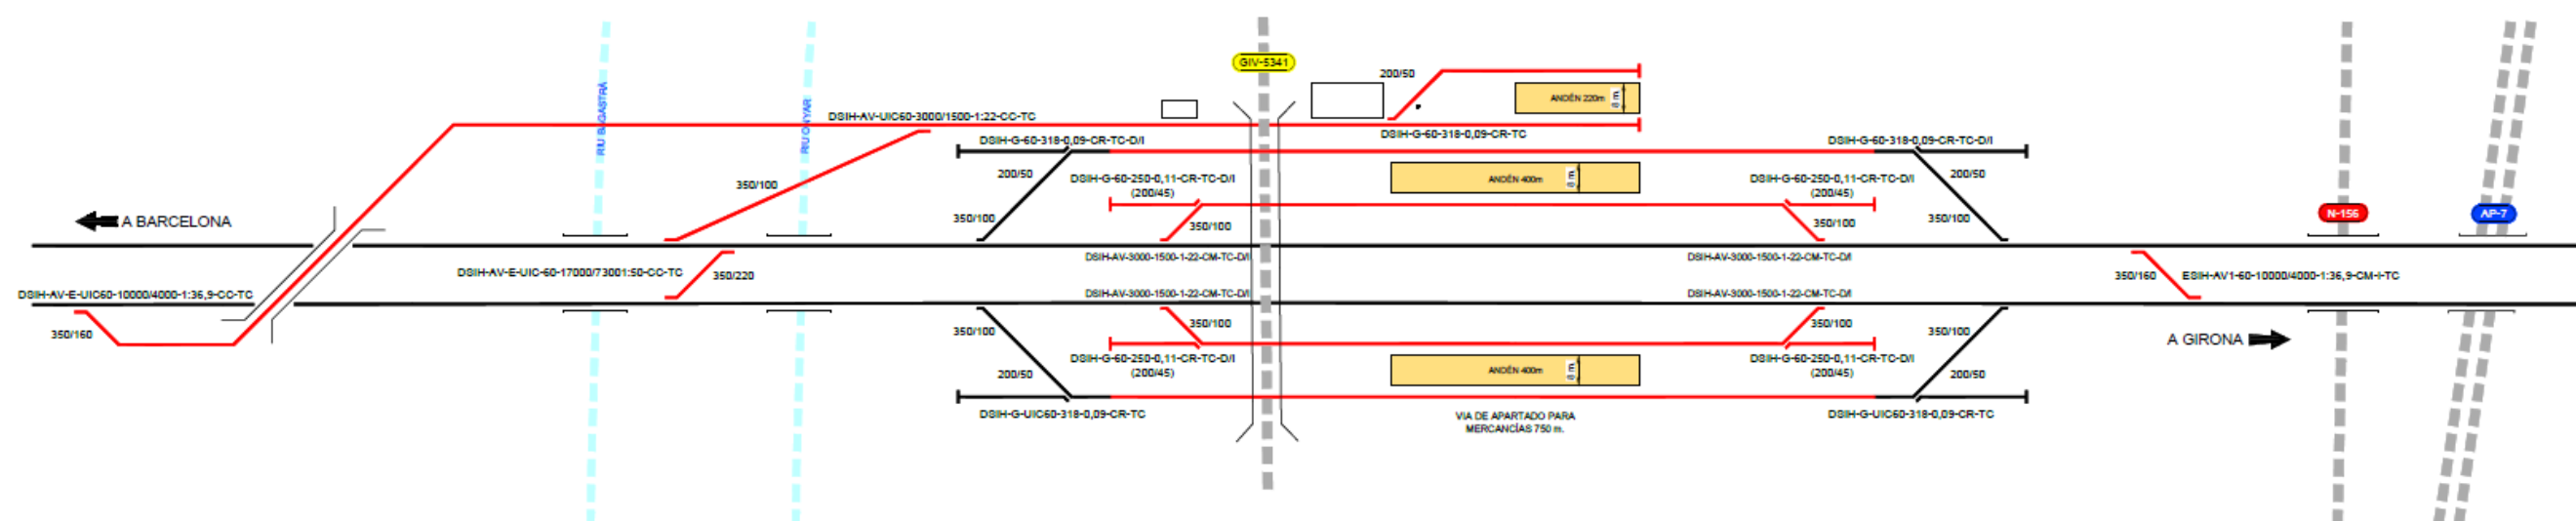 GIV-5341
200/50
ANDÉN 220m
8 m.
RIU BAGASTRÀ
RIU ONYAR
DSIH-AV-UIC60-3000/1500-1:22-CC-TC
DSIH-G-60-318-0,09-CR-TC
DSIH-G-60-318-0,09-CR-TC-D/I
DSIH-G-60-318-0,09-CR-TC-D/I
200/50
DSIH-G-60-250-0,11-CR-TC-D/I
(200/45)
ANDÉN 400m
8 m.
DSIH-G-60-250-0,11-CR-TC-D/I
(200/45)
200/50
350/100
350/100
350/100
350/100
350/100
A BARCELONA
N-156
AP-7
DSIH-AV-3000-1500-1-22-CM-TC-D/I
DSIH-AV-3000-1500-1-22-CM-TC-D/I
DSIH-AV-E-UIC-60-17000/73001:50-CC-TC
350/220
350/160
ESIH-AV1-60-10000/4000-1:36,9-CM-I-TC
DSIH-AV-E-UIC60-10000/4000-1:36,9-CC-TC
DSIH-AV-3000-1500-1-22-CM-TC-D/I
DSIH-AV-3000-1500-1-22-CM-TC-D/I
350/160
350/100
350/100
350/100
350/100
A GIRONA
DSIH-G-60-250-0,11-CR-TC-D/I
(200/45)
DSIH-G-60-250-0,11-CR-TC-D/I
(200/45)
200/50
ANDÉN 400m
8 m.
200/50
DSIH-G-UIC60-318-0,09-CR-TC
VIA DE APARTADO PARA
MERCANCÍAS 750 m.
DSIH-G-UIC60-318-0,09-CR-TC